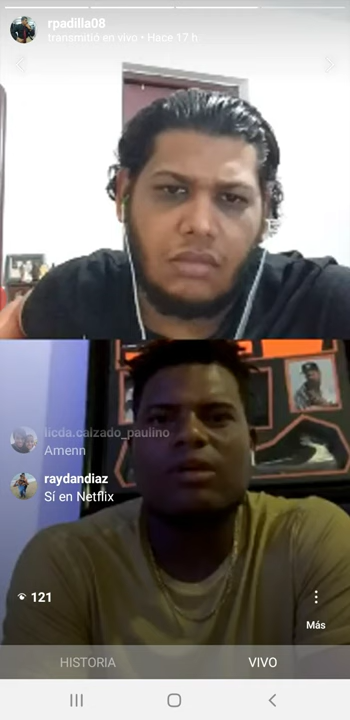 rpadilla08
transmitió en vivo • Hace 17 h
licda.calzado_paulino
Amenn
raydandiaz
Sí en Netflix
121
Más
HISTORIA
VIVO